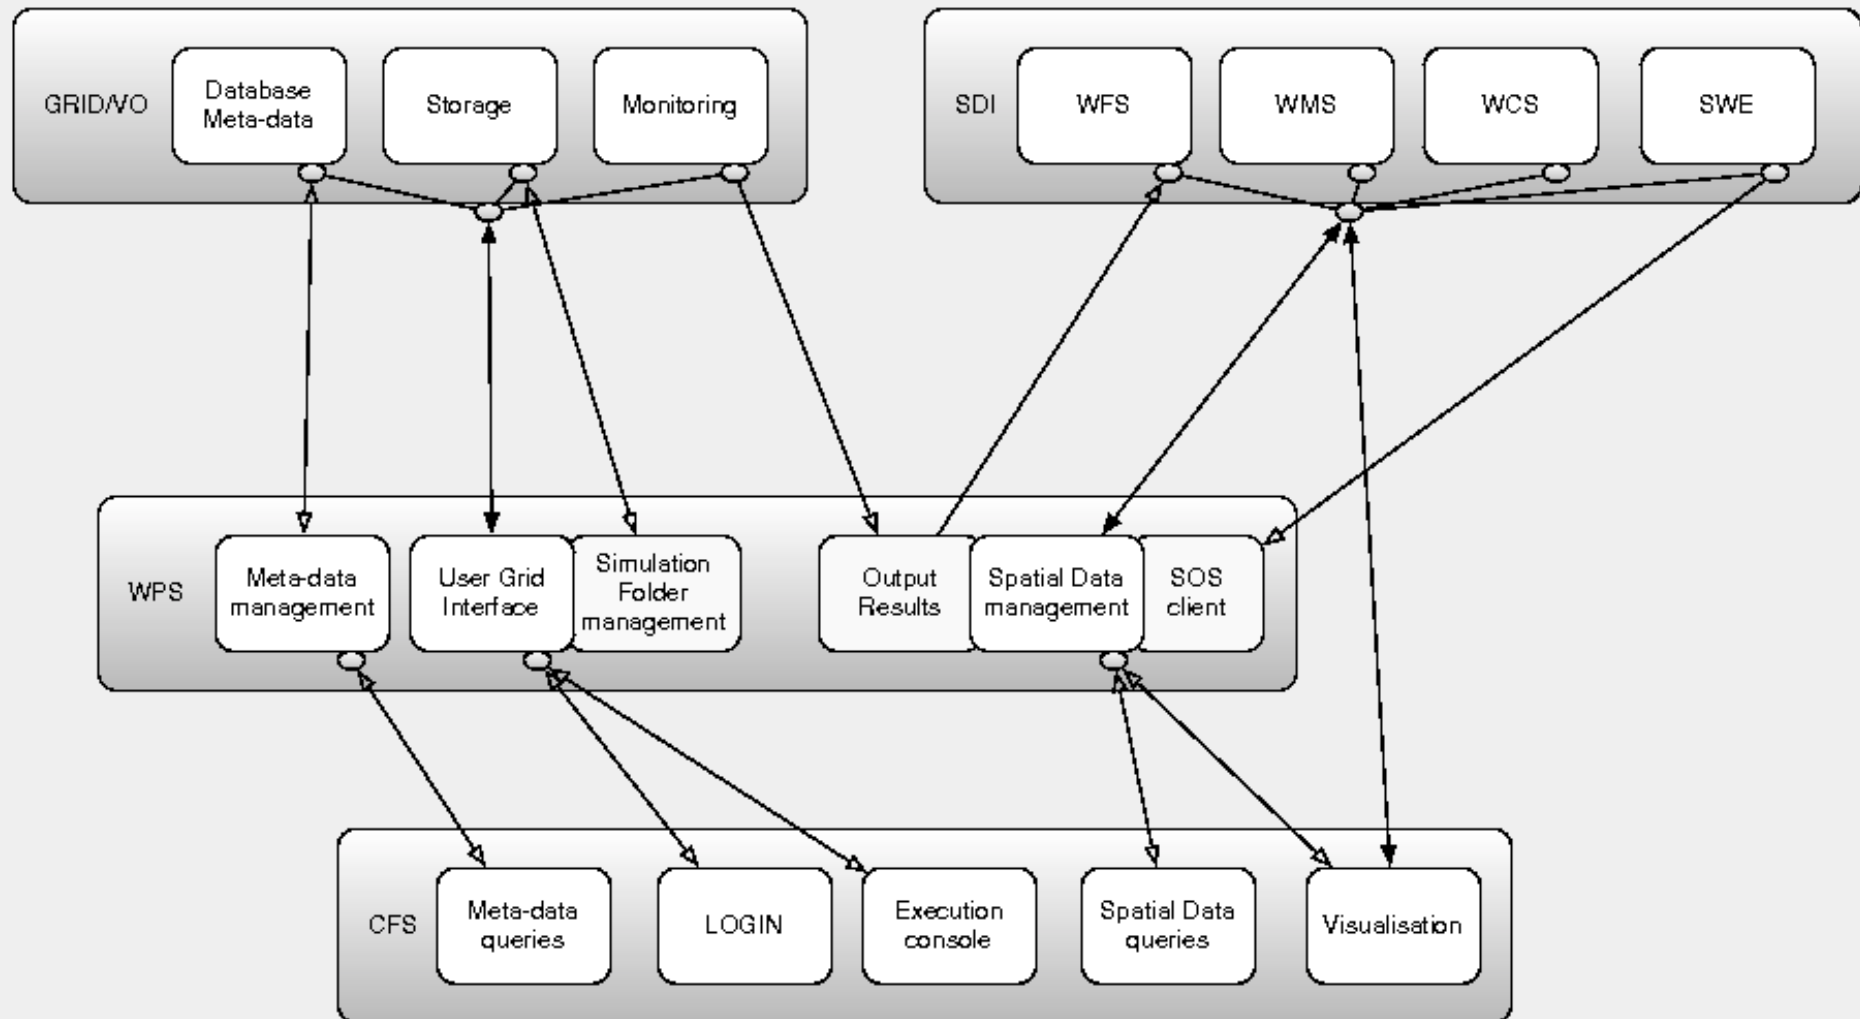 GRID/VO
Database
Meta-data
Storage
Monitoring
SDI
WFS
WMS
WCS
SWE
WPS
Meta-data
management
User Grid
Interface
Simulation
Folder
management
Output
Results
Spatial Data
management
SOS
client
CFS
Meta-data
queries
LOGIN
Execution
console
Spatial Data
queries
Visualisation